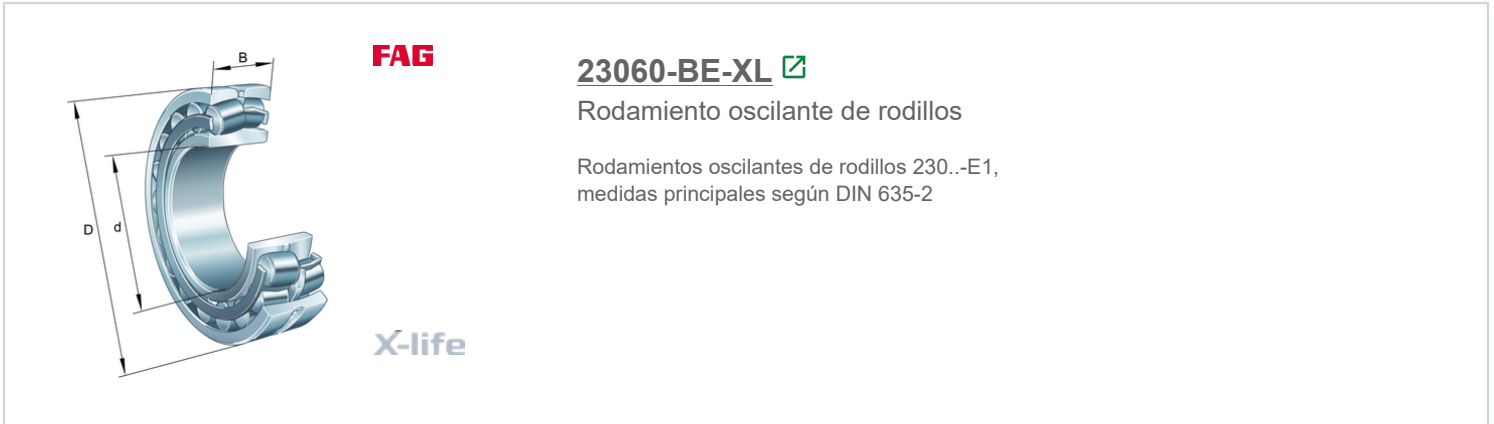 FAG
23060-BE-XL
Rodamiento oscilante de rodillos
Rodamientos oscilantes de rodillos 230..-E1,
medidas principales según DIN 635-2
B
D
d
X-life